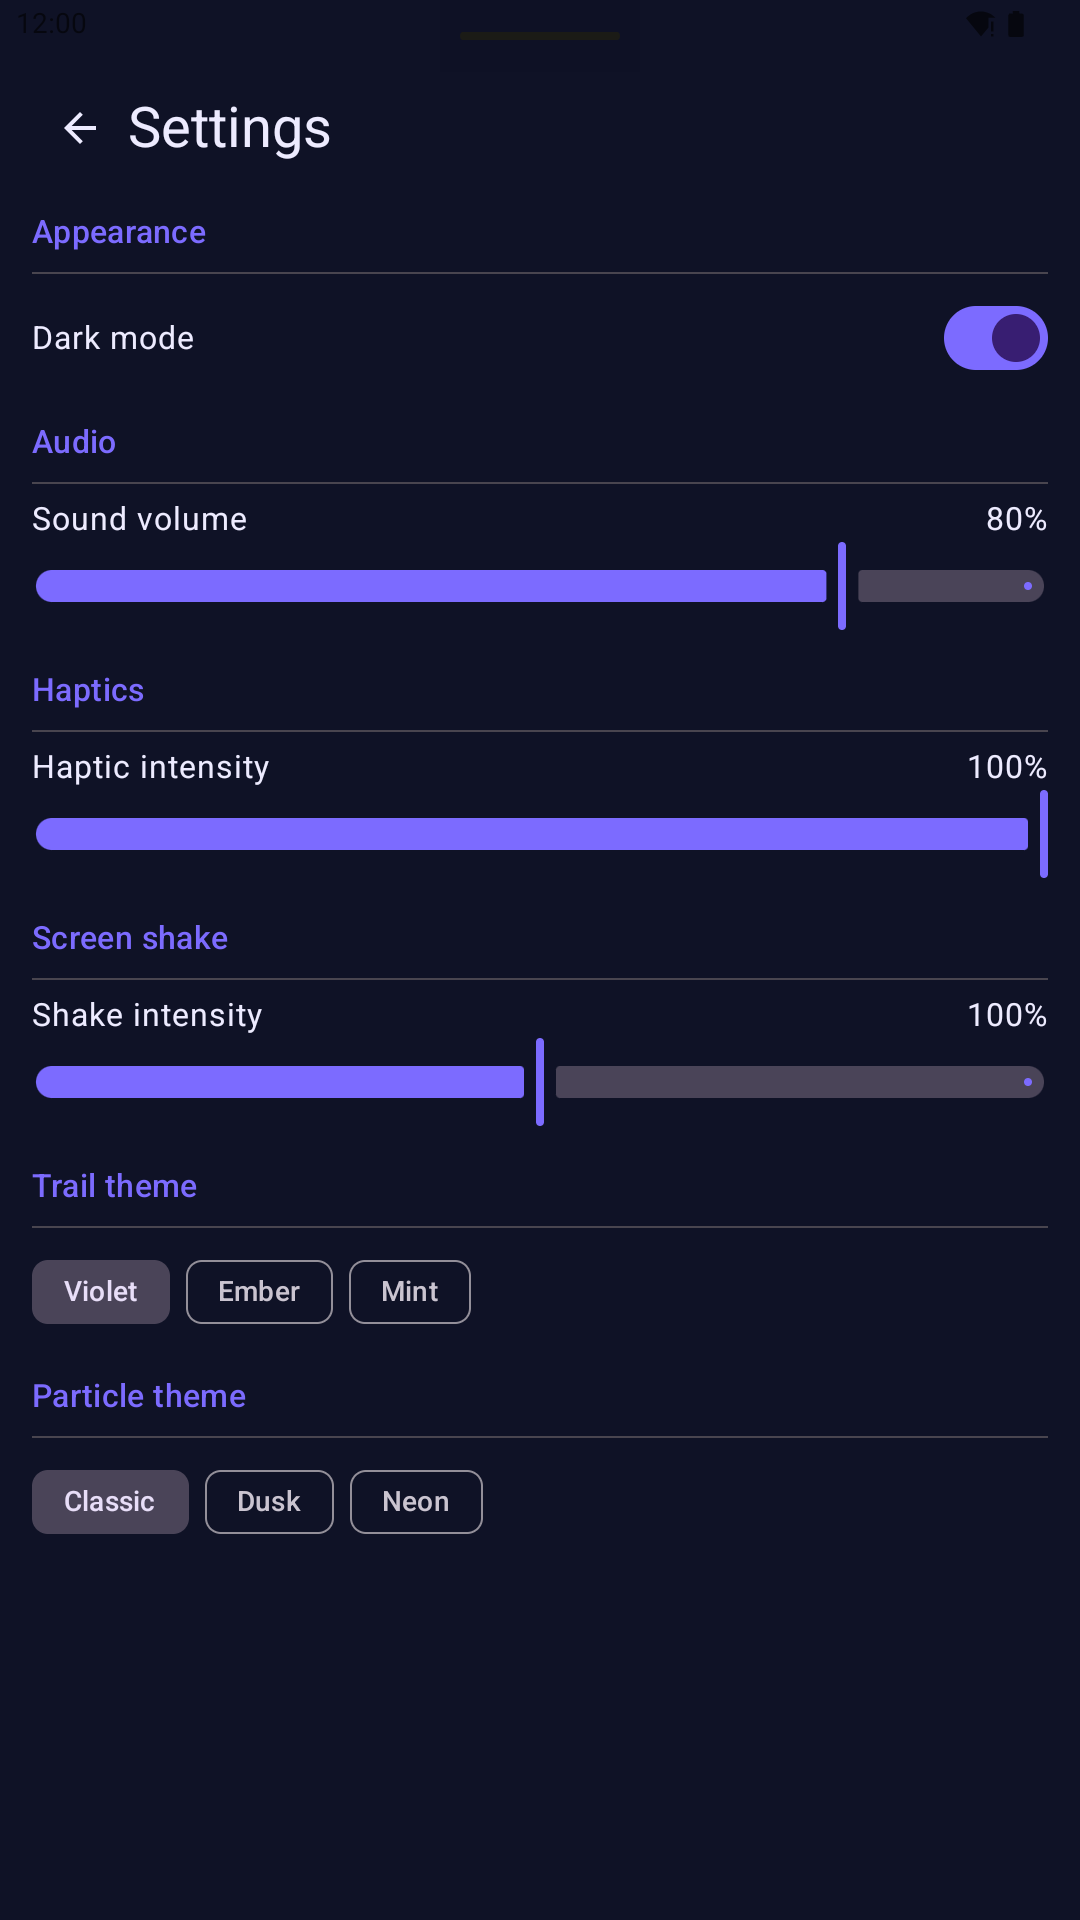 12:00
Settings
Appearance
Dark mode
Audio
Sound volume 80%
Haptics
Haptic intensity 100%
Screen shake
Shake intensity 100%
Trail theme
Violet Ember Mint
Particle theme
Classic Dusk Neon